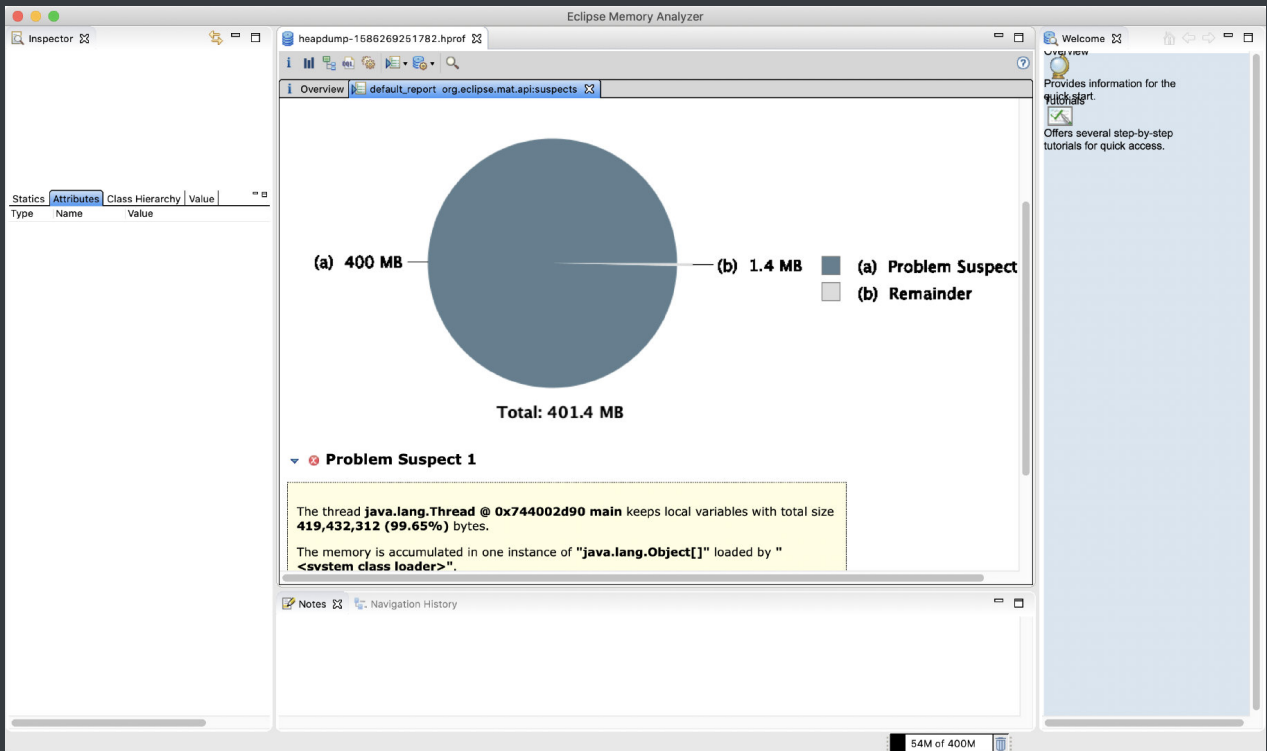 Eclipse Memory Analyzer
Inspector
heapdump-1586269251782.hprof
Welcome
Overview
Provides information for the
quick start.
Tutorials
Offers several step-by-step
tutorials for quick access.
i Overview default_report org.eclipse.mat.api:suspects
Statics Attributes Class Hierarchy Value
Type Name Value
(a) 400 MB
(b) 1.4 MB
(a) Problem Suspect
(b) Remainder
Total: 401.4 MB
Problem Suspect 1
The thread java.lang.Thread @ 0x744002d90 main keeps local variables with total size
419,432,312 (99.65%) bytes.
The memory is accumulated in one instance of "java.lang.Object[]" loaded by "
<system class loader>".
Notes Navigation History
54M of 400M